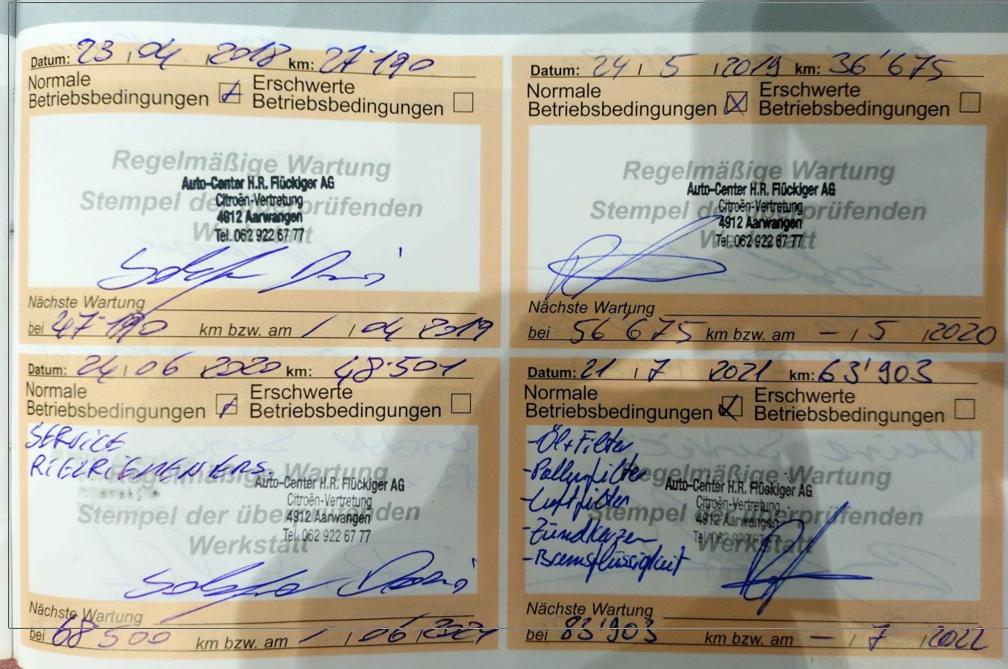 Datum: 23 04 2018 km: 27'190
Normale Betriebsbedingungen Erschwerte Betriebsbedingungen
Regelmäßige Wartung
Auto-Center H.R. Flückiger AG
Citroën-Vertretung
Stempel der überprüfenden
4912 Aarwangen
Werkstatt
Tel. 062 922 67 77
Nächste Wartung
bei 47'190 km bzw. am / 04 2019
Datum: 24 5 2019 km: 36'675
Normale Betriebsbedingungen Erschwerte Betriebsbedingungen
Regelmäßige Wartung
Auto-Center H.R. Flückiger AG
Citroën-Vertretung
Stempel der überprüfenden
4912 Aarwangen
Werkstatt
Tel. 062 922 67 77
Nächste Wartung
bei 56'675 km bzw. am - 5 2020
Datum: 24 06 2020 km: 48'501
Normale Betriebsbedingungen Erschwerte Betriebsbedingungen
SERVICE
Regelmäßige Wartung
Auto-Center H.R. Flückiger AG
Citroën-Vertretung
Stempel der überprüfenden
4912 Aarwangen
Tel. 062 922 67 77
Werkstatt
Nächste Wartung
bei 68'500 km bzw. am / 06 2021
Datum: 21 7 2021 km: 63'903
Normale Betriebsbedingungen Erschwerte Betriebsbedingungen
- Öl+Filter
- Pollenfilter
Regelmäßige Wartung
Auto-Center H.R. Flückiger AG
- Luftfilter
Citroën-Vertretung
Stempel der überprüfenden
4912 Aarwangen
- Zündkerzen
Tel. 062 922 67 77
Werkstatt
- Bremsflüssigkeit
Nächste Wartung
bei 83'903 km bzw. am - 7 2022